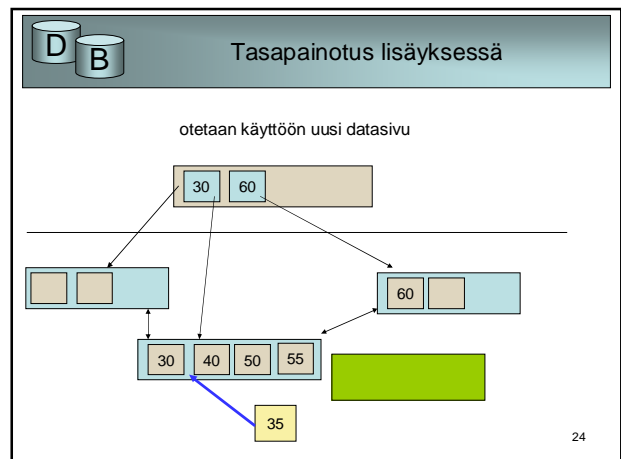 D B
Tasapainotus lisäyksessä
otetaan käyttöön uusi datasivu
30 60
60
30 40 50 55
35
24